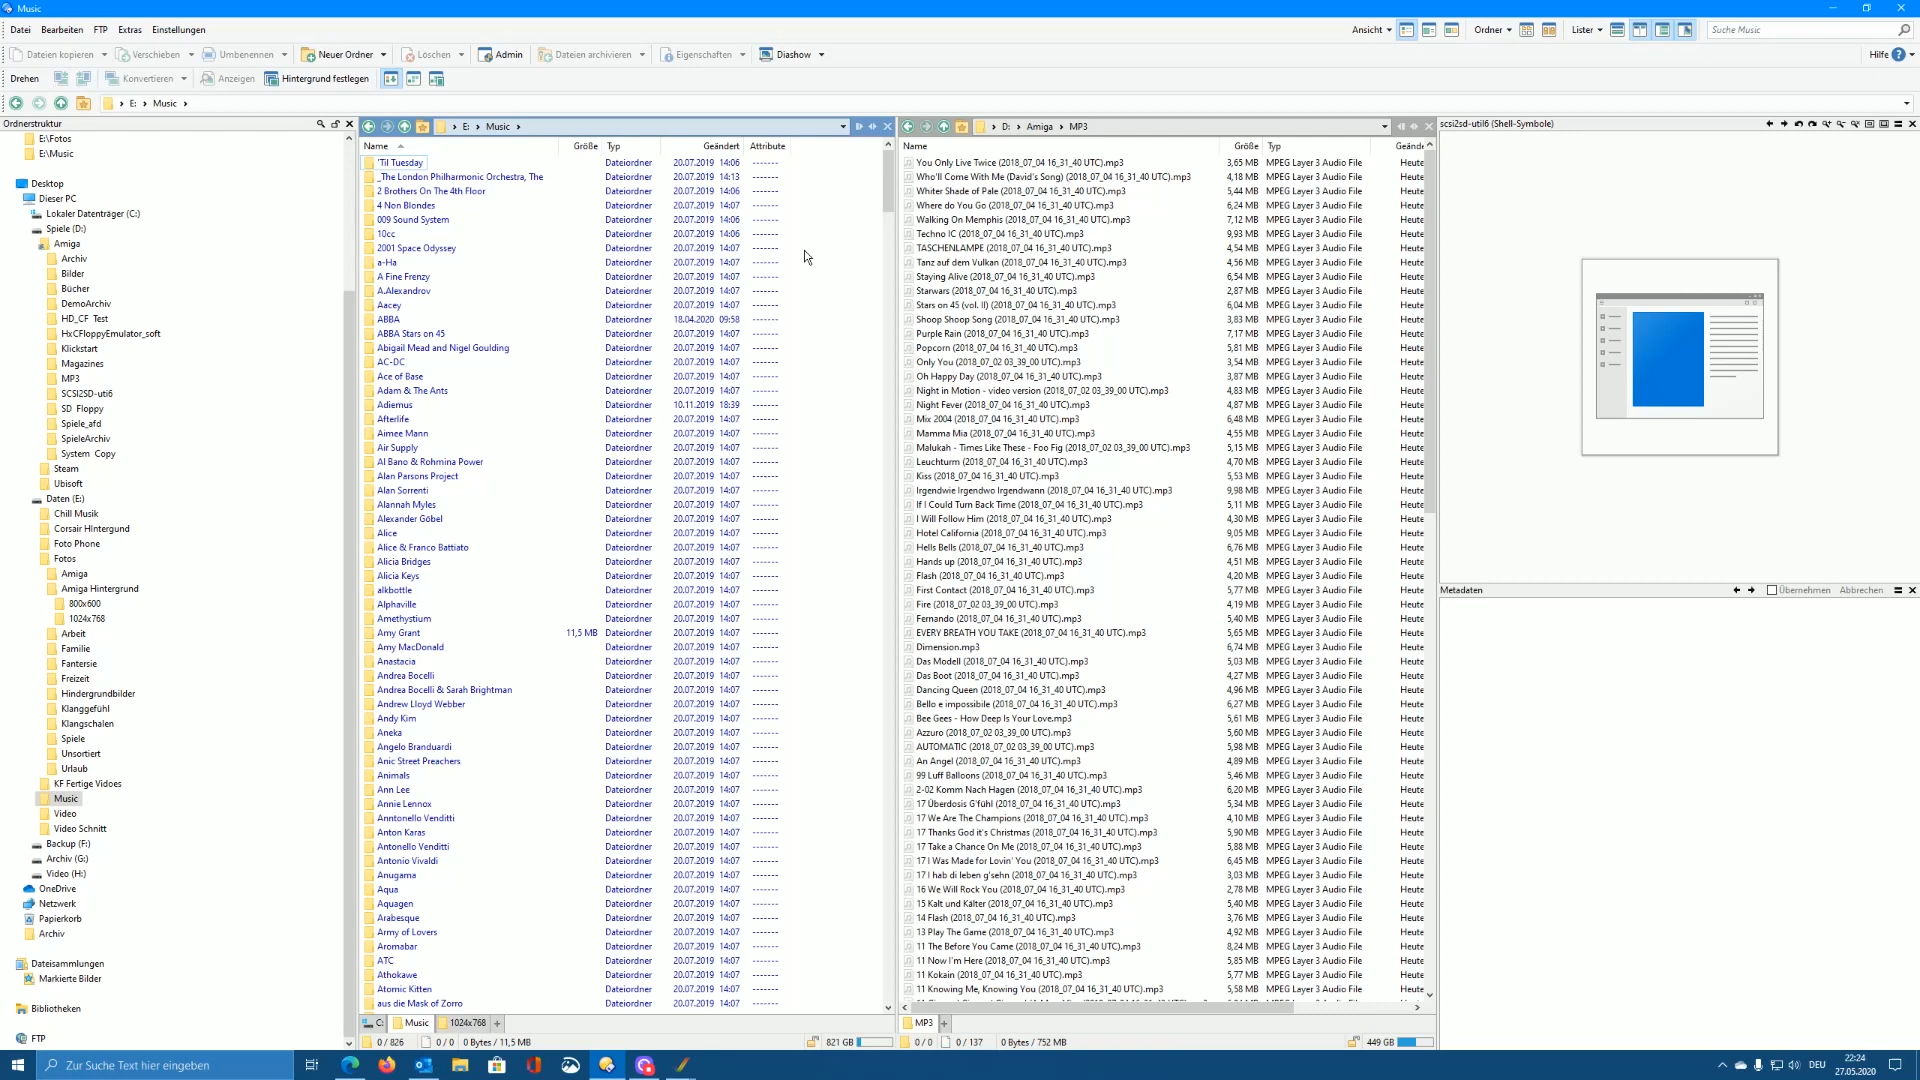 Music
Datei Bearbeiten FTP Extras Einstellungen
Ansicht Ordner Lister Suche Music
Dateien kopieren Verschieben Umbenennen Neuer Ordner Löschen Admin Dateien archivieren Eigenschaften Diashow Hilfe
Drehen Konvertieren Anzeigen Hintergrund festlegen
E: Music
Ordnerstruktur
E:\Fotos
E:\Music
Desktop
Dieser PC
Lokaler Datenträger (C:)
Spiele (D:)
Amiga
Archiv
Bilder
Bücher
DemoArchiv
HD_CF Test
HxCFloppyEmulator_soft
Klickstart
Magazines
MP3
SCSI2SD-uti6
SD Floppy
Spiele_afd
SpieleArchiv
System Copy
Steam
Ubisoft
Daten (E:)
Chill Musik
Corsair HIntergund
Foto Phone
Fotos
Amiga
Amiga Hintergrund
800x600
1024x768
Arbeit
Familie
Fantersie
Freizeit
Hindergrundbilder
Klanggefühl
Klangschalen
Spiele
Unsortiert
Urlaub
KF Fertige Vidoes
Music
Video
Video Schnitt
Backup (F:)
Archiv (G:)
Video (H:)
OneDrive
Netzwerk
Papierkorb
Archiv
Dateisammlungen
Markierte Bilder
Bibliotheken
FTP
E: Music
Name Größe Typ Geändert Attribute
'Til Tuesday Dateiordner 20.07.2019 14:06 -------
_The London Philharmonic Orchestra, The Dateiordner 20.07.2019 14:13 -------
2 Brothers On The 4th Floor Dateiordner 20.07.2019 14:06 -------
4 Non Blondes Dateiordner 20.07.2019 14:06 -------
009 Sound System Dateiordner 20.07.2019 14:06 -------
10cc Dateiordner 20.07.2019 14:06 -------
2001 Space Odyssey Dateiordner 20.07.2019 14:07 -------
a-Ha Dateiordner 20.07.2019 14:07 -------
A Fine Frenzy Dateiordner 20.07.2019 14:07 -------
A.Alexandrov Dateiordner 20.07.2019 14:07 -------
Aacey Dateiordner 20.07.2019 14:07 -------
ABBA Dateiordner 18.04.2020 09:58 -------
ABBA Stars on 45 Dateiordner 20.07.2019 14:07 -------
Abigail Mead and Nigel Goulding Dateiordner 20.07.2019 14:07 -------
AC-DC Dateiordner 20.07.2019 14:07 -------
Ace of Base Dateiordner 20.07.2019 14:07 -------
Adam & The Ants Dateiordner 20.07.2019 14:07 -------
Adiemus Dateiordner 10.11.2019 18:39 -------
Afterlife Dateiordner 20.07.2019 14:07 -------
Aimee Mann Dateiordner 20.07.2019 14:07 -------
Air Supply Dateiordner 20.07.2019 14:07 -------
Al Bano & Rohmina Power Dateiordner 20.07.2019 14:07 -------
Alan Parsons Project Dateiordner 20.07.2019 14:07 -------
Alan Sorrenti Dateiordner 20.07.2019 14:07 -------
Alannah Myles Dateiordner 20.07.2019 14:07 -------
Alexander Göbel Dateiordner 20.07.2019 14:07 -------
Alice Dateiordner 20.07.2019 14:07 -------
Alice & Franco Battiato Dateiordner 20.07.2019 14:07 -------
Alicia Bridges Dateiordner 20.07.2019 14:07 -------
Alicia Keys Dateiordner 20.07.2019 14:07 -------
alkbottle Dateiordner 20.07.2019 14:07 -------
Alphaville Dateiordner 20.07.2019 14:07 -------
Amethystium Dateiordner 20.07.2019 14:07 -------
Amy Grant 11,5 MB Dateiordner 20.07.2019 14:07 -------
Amy MacDonald Dateiordner 20.07.2019 14:07 -------
Anastacia Dateiordner 20.07.2019 14:07 -------
Andrea Bocelli Dateiordner 20.07.2019 14:07 -------
Andrea Bocelli & Sarah Brightman Dateiordner 20.07.2019 14:07 -------
Andrew Lloyd Webber Dateiordner 20.07.2019 14:07 -------
Andy Kim Dateiordner 20.07.2019 14:07 -------
Aneka Dateiordner 20.07.2019 14:07 -------
Angelo Branduardi Dateiordner 20.07.2019 14:07 -------
Anic Street Preachers Dateiordner 20.07.2019 14:07 -------
Animals Dateiordner 20.07.2019 14:07 -------
Ann Lee Dateiordner 20.07.2019 14:07 -------
Annie Lennox Dateiordner 20.07.2019 14:07 -------
Anntonello Venditti Dateiordner 20.07.2019 14:07 -------
Anton Karas Dateiordner 20.07.2019 14:07 -------
Antonello Venditti Dateiordner 20.07.2019 14:07 -------
Antonio Vivaldi Dateiordner 20.07.2019 14:07 -------
Anugama Dateiordner 20.07.2019 14:07 -------
Aqua Dateiordner 20.07.2019 14:07 -------
Aquagen Dateiordner 20.07.2019 14:07 -------
Arabesque Dateiordner 20.07.2019 14:07 -------
Army of Lovers Dateiordner 20.07.2019 14:07 -------
Aromabar Dateiordner 20.07.2019 14:07 -------
ATC Dateiordner 20.07.2019 14:07 -------
Athokawe Dateiordner 20.07.2019 14:07 -------
Atomic Kitten Dateiordner 20.07.2019 14:07 -------
aus die Mask of Zorro Dateiordner 20.07.2019 14:07 -------
C: Music 1024x768 +
0 / 826 0 / 0 0 Bytes / 11,5 MB 821 GB
D: Amiga MP3
Name Größe Typ Geände
You Only Live Twice (2018_07_04 16_31_40 UTC).mp3 3,65 MB MPEG Layer 3 Audio File Heute
Who'll Come With Me (David's Song) (2018_07_04 16_31_40 UTC).mp3 4,18 MB MPEG Layer 3 Audio File Heute
Whiter Shade of Pale (2018_07_04 16_31_40 UTC).mp3 5,44 MB MPEG Layer 3 Audio File Heute
Where do You Go (2018_07_04 16_31_40 UTC).mp3 6,24 MB MPEG Layer 3 Audio File Heute
Walking On Memphis (2018_07_04 16_31_40 UTC).mp3 7,12 MB MPEG Layer 3 Audio File Heute
Techno IC (2018_07_04 16_31_40 UTC).mp3 9,93 MB MPEG Layer 3 Audio File Heute
TASCHENLAMPE (2018_07_04 16_31_40 UTC).mp3 4,54 MB MPEG Layer 3 Audio File Heute
Tanz auf dem Vulkan (2018_07_04 16_31_40 UTC).mp3 4,56 MB MPEG Layer 3 Audio File Heute
Staying Alive (2018_07_04 16_31_40 UTC).mp3 6,54 MB MPEG Layer 3 Audio File Heute
Starwars (2018_07_04 16_31_40 UTC).mp3 2,87 MB MPEG Layer 3 Audio File Heute
Stars on 45 (vol. II) (2018_07_04 16_31_40 UTC).mp3 6,04 MB MPEG Layer 3 Audio File Heute
Shoop Shoop Song (2018_07_04 16_31_40 UTC).mp3 3,83 MB MPEG Layer 3 Audio File Heute
Purple Rain (2018_07_04 16_31_40 UTC).mp3 7,17 MB MPEG Layer 3 Audio File Heute
Popcorn (2018_07_04 16_31_40 UTC).mp3 5,81 MB MPEG Layer 3 Audio File Heute
Only You (2018_07_02 03_39_00 UTC).mp3 3,54 MB MPEG Layer 3 Audio File Heute
Oh Happy Day (2018_07_04 16_31_40 UTC).mp3 3,87 MB MPEG Layer 3 Audio File Heute
Night in Motion - video version (2018_07_02 03_39_00 UTC).mp3 4,83 MB MPEG Layer 3 Audio File Heute
Night Fever (2018_07_04 16_31_40 UTC).mp3 4,87 MB MPEG Layer 3 Audio File Heute
Mix 2004 (2018_07_04 16_31_40 UTC).mp3 6,48 MB MPEG Layer 3 Audio File Heute
Mamma Mia (2018_07_04 16_31_40 UTC).mp3 4,55 MB MPEG Layer 3 Audio File Heute
Malukah - Times Like These - Foo Fig (2018_07_02 03_39_00 UTC).mp3 5,15 MB MPEG Layer 3 Audio File Heute
Leuchturm (2018_07_04 16_31_40 UTC).mp3 4,70 MB MPEG Layer 3 Audio File Heute
Kiss (2018_07_04 16_31_40 UTC).mp3 5,53 MB MPEG Layer 3 Audio File Heute
Irgendwie Irgendwo Irgendwann (2018_07_04 16_31_40 UTC).mp3 9,98 MB MPEG Layer 3 Audio File Heute
If I Could Turn Back Time (2018_07_04 16_31_40 UTC).mp3 5,11 MB MPEG Layer 3 Audio File Heute
I Will Follow Him (2018_07_04 16_31_40 UTC).mp3 4,30 MB MPEG Layer 3 Audio File Heute
Hotel California (2018_07_04 16_31_40 UTC).mp3 9,05 MB MPEG Layer 3 Audio File Heute
Hells Bells (2018_07_04 16_31_40 UTC).mp3 6,76 MB MPEG Layer 3 Audio File Heute
Hands up (2018_07_04 16_31_40 UTC).mp3 4,51 MB MPEG Layer 3 Audio File Heute
Flash (2018_07_04 16_31_40 UTC).mp3 4,20 MB MPEG Layer 3 Audio File Heute
First Contact (2018_07_04 16_31_40 UTC).mp3 5,77 MB MPEG Layer 3 Audio File Heute
Fire (2018_07_02 03_39_00 UTC).mp3 4,19 MB MPEG Layer 3 Audio File Heute
Fernando (2018_07_04 16_31_40 UTC).mp3 5,40 MB MPEG Layer 3 Audio File Heute
EVERY BREATH YOU TAKE (2018_07_04 16_31_40 UTC).mp3 5,65 MB MPEG Layer 3 Audio File Heute
Dimension.mp3 6,74 MB MPEG Layer 3 Audio File Heute
Das Modell (2018_07_04 16_31_40 UTC).mp3 5,03 MB MPEG Layer 3 Audio File Heute
Das Boot (2018_07_04 16_31_40 UTC).mp3 4,27 MB MPEG Layer 3 Audio File Heute
Dancing Queen (2018_07_04 16_31_40 UTC).mp3 4,96 MB MPEG Layer 3 Audio File Heute
Bello e impossibile (2018_07_04 16_31_40 UTC).mp3 6,27 MB MPEG Layer 3 Audio File Heute
Bee Gees - How Deep Is Your Love.mp3 5,61 MB MPEG Layer 3 Audio File Heute
Azzuro (2018_07_02 03_39_00 UTC).mp3 5,60 MB MPEG Layer 3 Audio File Heute
AUTOMATIC (2018_07_02 03_39_00 UTC).mp3 5,98 MB MPEG Layer 3 Audio File Heute
An Angel (2018_07_04 16_31_40 UTC).mp3 4,89 MB MPEG Layer 3 Audio File Heute
99 Luff Balloons (2018_07_04 16_31_40 UTC).mp3 5,46 MB MPEG Layer 3 Audio File Heute
2-02 Komm Nach Hagen (2018_07_04 16_31_40 UTC).mp3 6,20 MB MPEG Layer 3 Audio File Heute
17 Überdosis G'fühl (2018_07_04 16_31_40 UTC).mp3 5,34 MB MPEG Layer 3 Audio File Heute
17 We Are The Champions (2018_07_04 16_31_40 UTC).mp3 4,10 MB MPEG Layer 3 Audio File Heute
17 Thanks God it's Christmas (2018_07_04 16_31_40 UTC).mp3 5,90 MB MPEG Layer 3 Audio File Heute
17 Take a Chance On Me (2018_07_04 16_31_40 UTC).mp3 5,88 MB MPEG Layer 3 Audio File Heute
17 I Was Made for Lovin' You (2018_07_04 16_31_40 UTC).mp3 6,45 MB MPEG Layer 3 Audio File Heute
17 I hab di leben g'sehn (2018_07_04 16_31_40 UTC).mp3 3,03 MB MPEG Layer 3 Audio File Heute
16 We Will Rock You (2018_07_04 16_31_40 UTC).mp3 2,78 MB MPEG Layer 3 Audio File Heute
15 Kalt und Kälter (2018_07_04 16_31_40 UTC).mp3 5,40 MB MPEG Layer 3 Audio File Heute
14 Flash (2018_07_04 16_31_40 UTC).mp3 3,76 MB MPEG Layer 3 Audio File Heute
13 Play The Game (2018_07_04 16_31_40 UTC).mp3 4,92 MB MPEG Layer 3 Audio File Heute
11 The Before You Came (2018_07_04 16_31_40 UTC).mp3 8,24 MB MPEG Layer 3 Audio File Heute
11 Now I'm Here (2018_07_04 16_31_40 UTC).mp3 5,85 MB MPEG Layer 3 Audio File Heute
11 Kokain (2018_07_04 16_31_40 UTC).mp3 5,77 MB MPEG Layer 3 Audio File Heute
11 Knowing Me, Knowing You (2018_07_04 16_31_40 UTC).mp3 5,58 MB MPEG Layer 3 Audio File Heute
MP3 +
0 / 0 0 / 137 0 Bytes / 752 MB 449 GB
scsi2sd-util6 (Shell-Symbole)
Metadaten Übernehmen Abbrechen
Zur Suche Text hier eingeben
DEU 22:24
27.05.2020